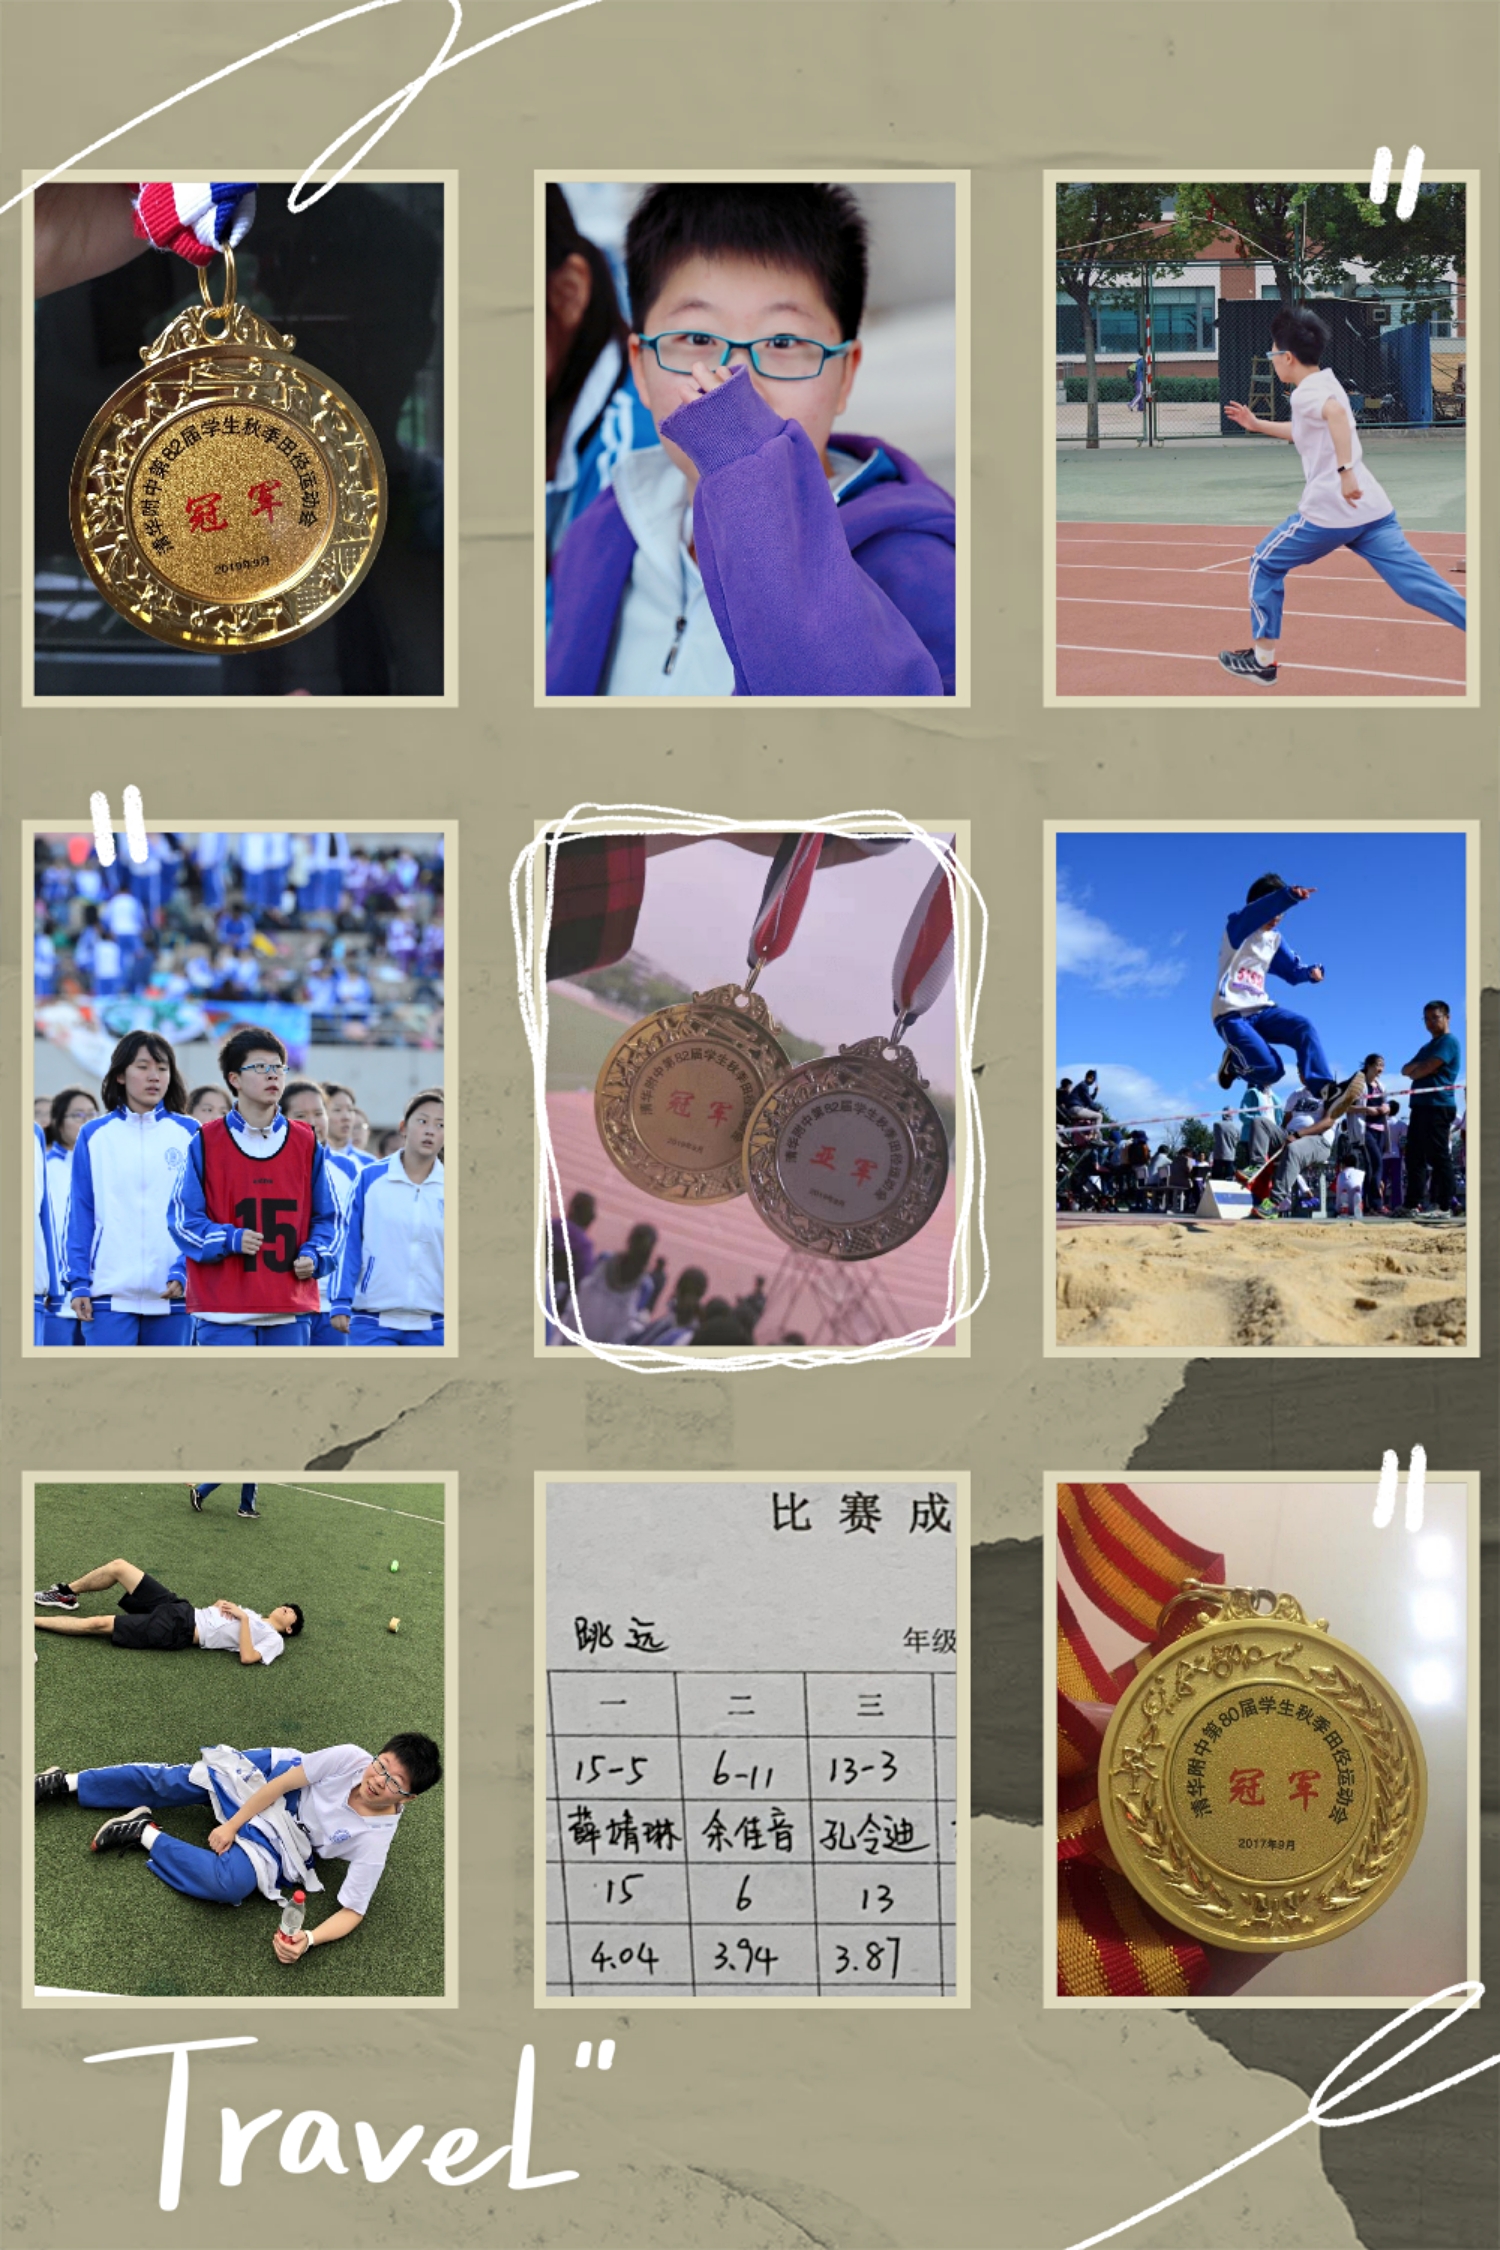 清华附中第82届学生秋季田径运动会
冠军
2019年9月
15
清华附中第82届学生秋季田径运动会
冠军
2019年9月
清华附中第82届学生秋季田径运动会
亚军
2019年9月
比赛成
跳远
年级
一 二 三
15-5 6-11 13-3
薛婧琳 余佳音 孔令迪
15 6 13
4.04 3.94 3.87
清华附中第80届学生秋季田径运动会
冠军
2017年9月
Travel"